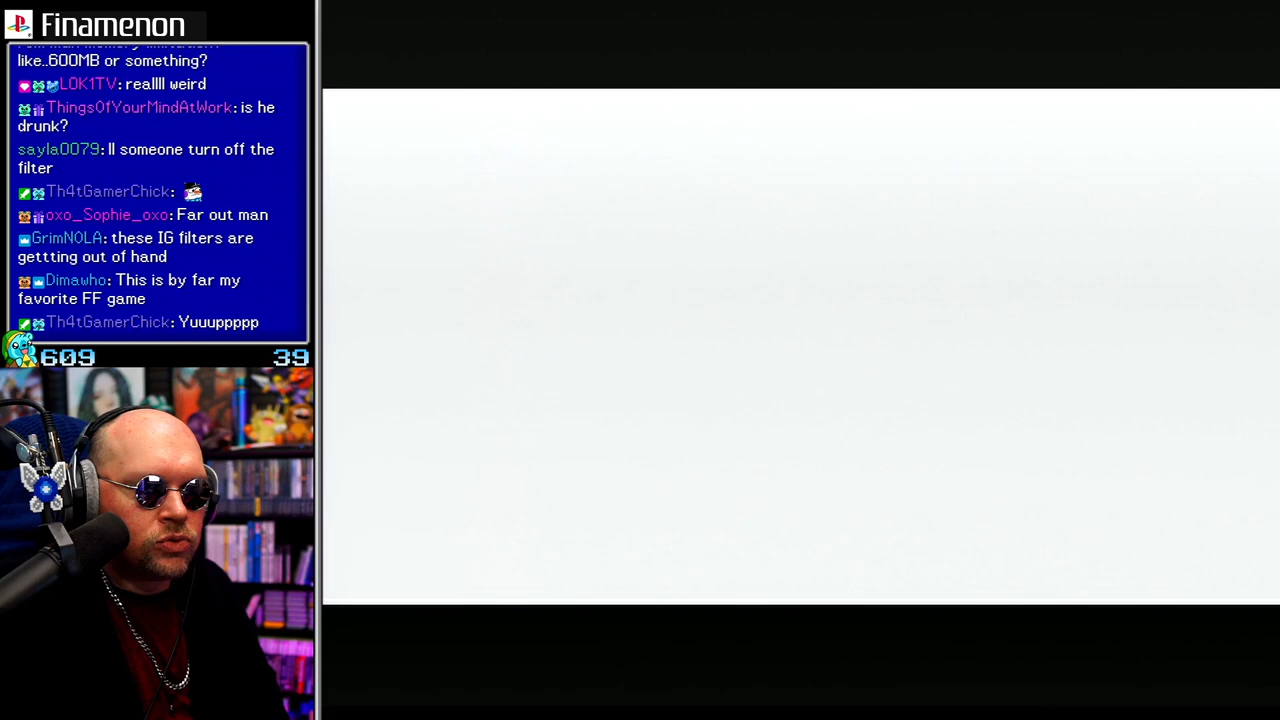 Finamenon
like..600MB or something?
L0K1TV: reallll weird
ThingsOfYourMindAtWork: is he
drunk?
sayla0079: ll someone turn off the
filter
Th4tGamerChick:
oxo_Sophie_oxo: Far out man
GrimNOLA: these IG filters are
gettting out of hand
Dimawho: This is by far my
favorite FF game
Th4tGamerChick: Yuuuppppp
609 39